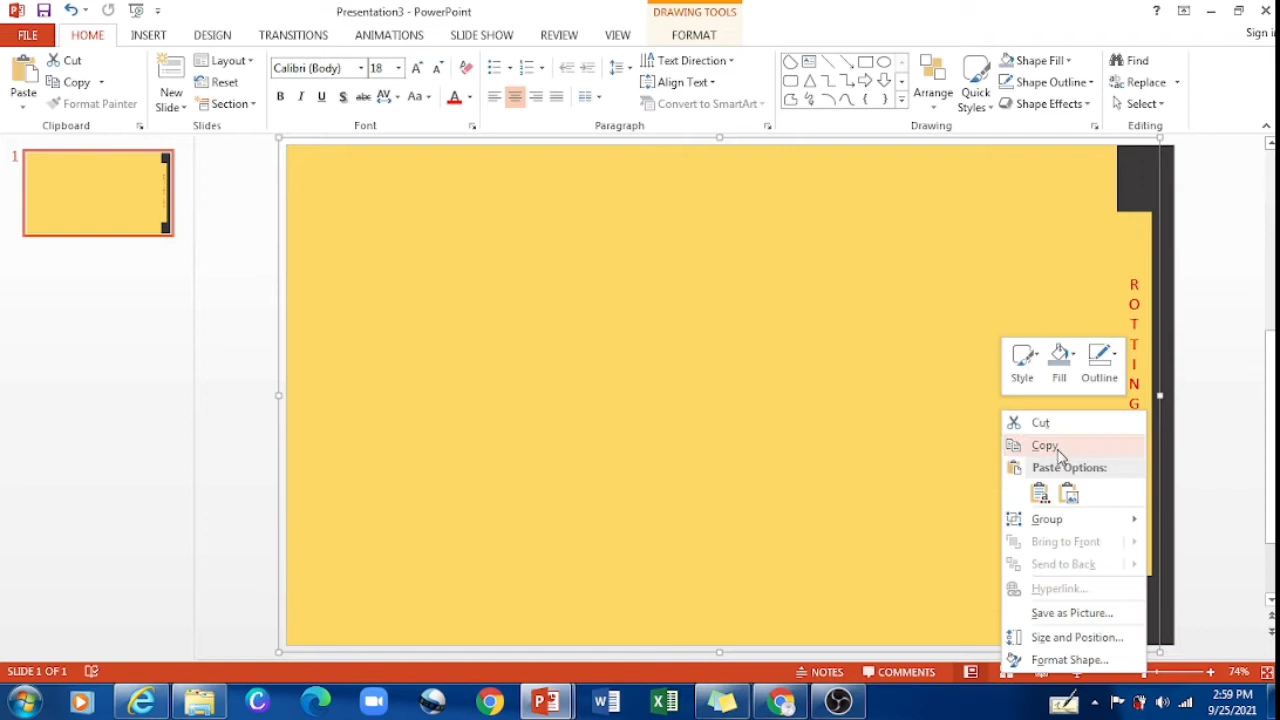 Presentation3 - PowerPoint
DRAWING TOOLS
?
FILE HOME INSERT DESIGN TRANSITIONS ANIMATIONS SLIDE SHOW REVIEW VIEW FORMAT
Sign in
Paste
Cut
Copy
Format Painter
Clipboard
New
Slide
Layout
Reset
Section
Slides
Calibri (Body) 18
B I U S abc AV Aa A
Font
Text Direction
Align Text
Convert to SmartArt
Paragraph
Arrange
Quick
Styles
Shape Fill
Shape Outline
Shape Effects
Drawing
Find
Replace
Select
Editing
1
R
O
T
T
I
N
G
Style Fill Outline
Cut
Copy
Paste Options:
Group
Bring to Front
Send to Back
Hyperlink...
Save as Picture...
Size and Position...
Format Shape...
SLIDE 1 OF 1
NOTES COMMENTS
74%
2:59 PM
9/25/2021